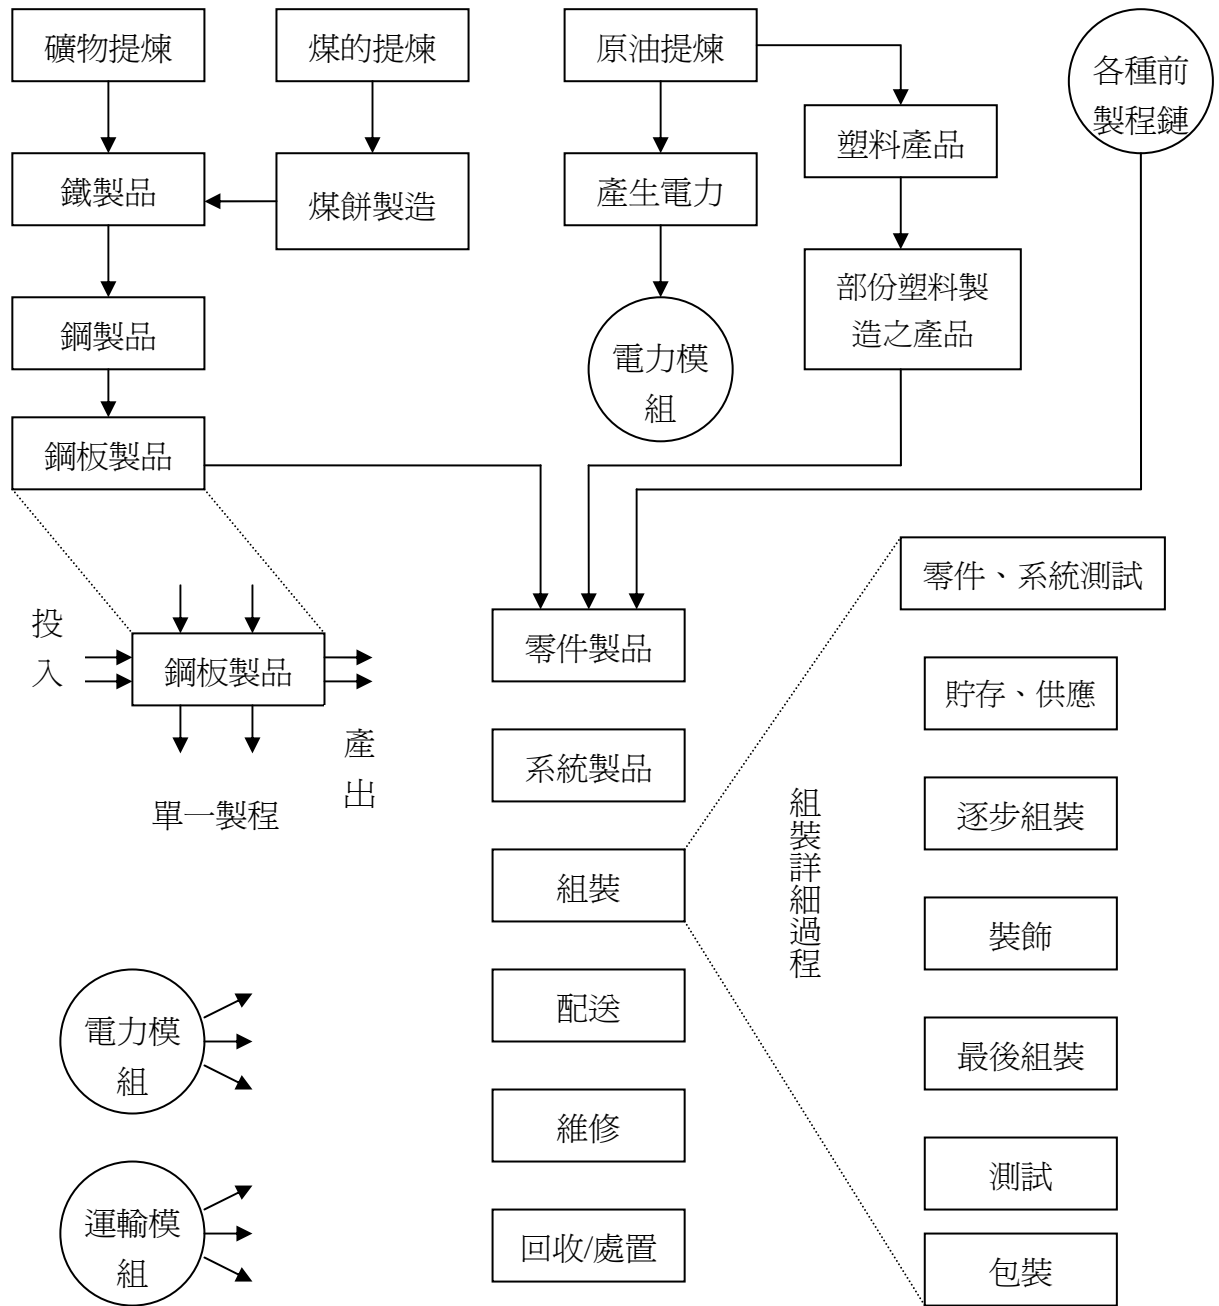 礦物提煉
煤的提煉
原油提煉
各種前
製程鏈
塑料產品
鐵製品
煤餅製造
產生電力
部份塑料製
造之產品
鋼製品
電力模
組
鋼板製品
零件、系統測試
投
入
鋼板製品
零件製品
貯存、供應
產
出
系統製品
單一製程
逐步組裝
組裝詳細過程
組裝
裝飾
電力模
組
配送
最後組裝
維修
測試
運輸模
組
回收/處置
包裝